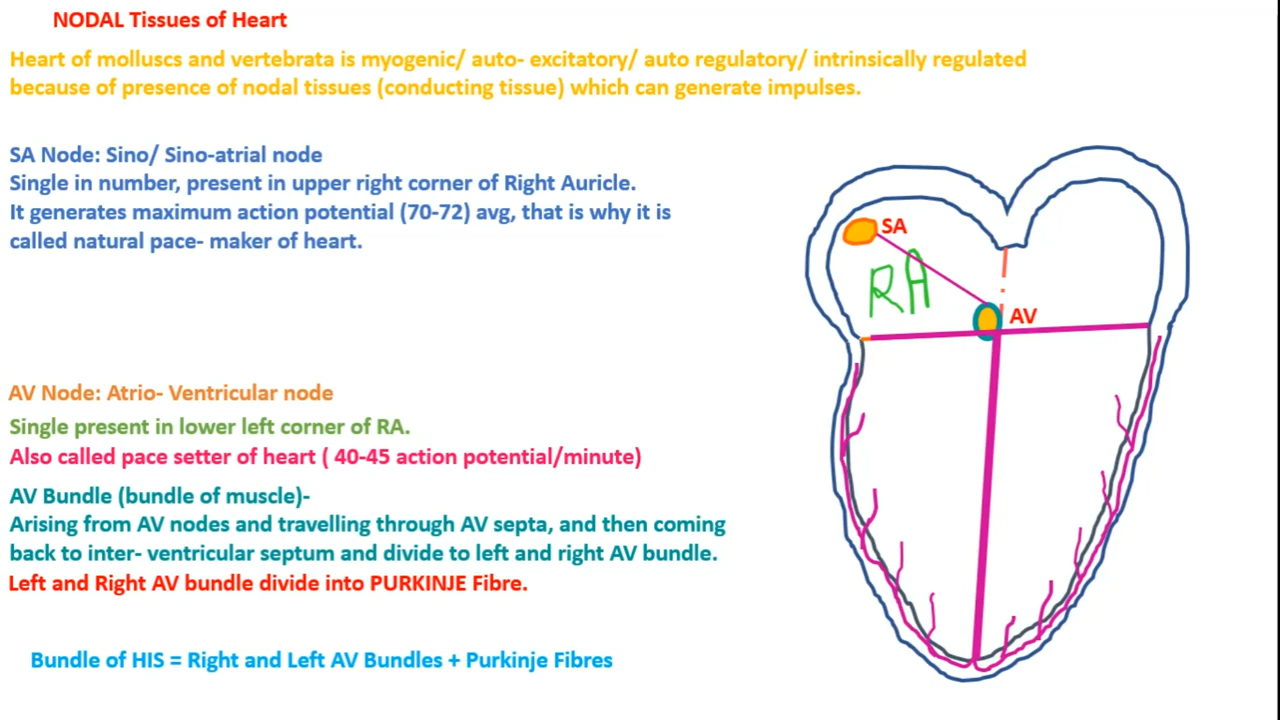 NODAL Tissues of Heart
Heart of molluscs and vertebrata is myogenic/ auto- excitatory/ auto regulatory/ intrinsically regulated
because of presence of nodal tissues (conducting tissue) which can generate impulses.
SA Node: Sino/ Sino-atrial node
Single in number, present in upper right corner of Right Auricle.
It generates maximum action potential (70-72) avg, that is why it is
called natural pace- maker of heart.
SA
RA
AV
AV Node: Atrio- Ventricular node
Single present in lower left corner of RA.
Also called pace setter of heart ( 40-45 action potential/minute)
AV Bundle (bundle of muscle)-
Arising from AV nodes and travelling through AV septa, and then coming
back to inter- ventricular septum and divide to left and right AV bundle.
Left and Right AV bundle divide into PURKINJE Fibre.
Bundle of HIS = Right and Left AV Bundles + Purkinje Fibres